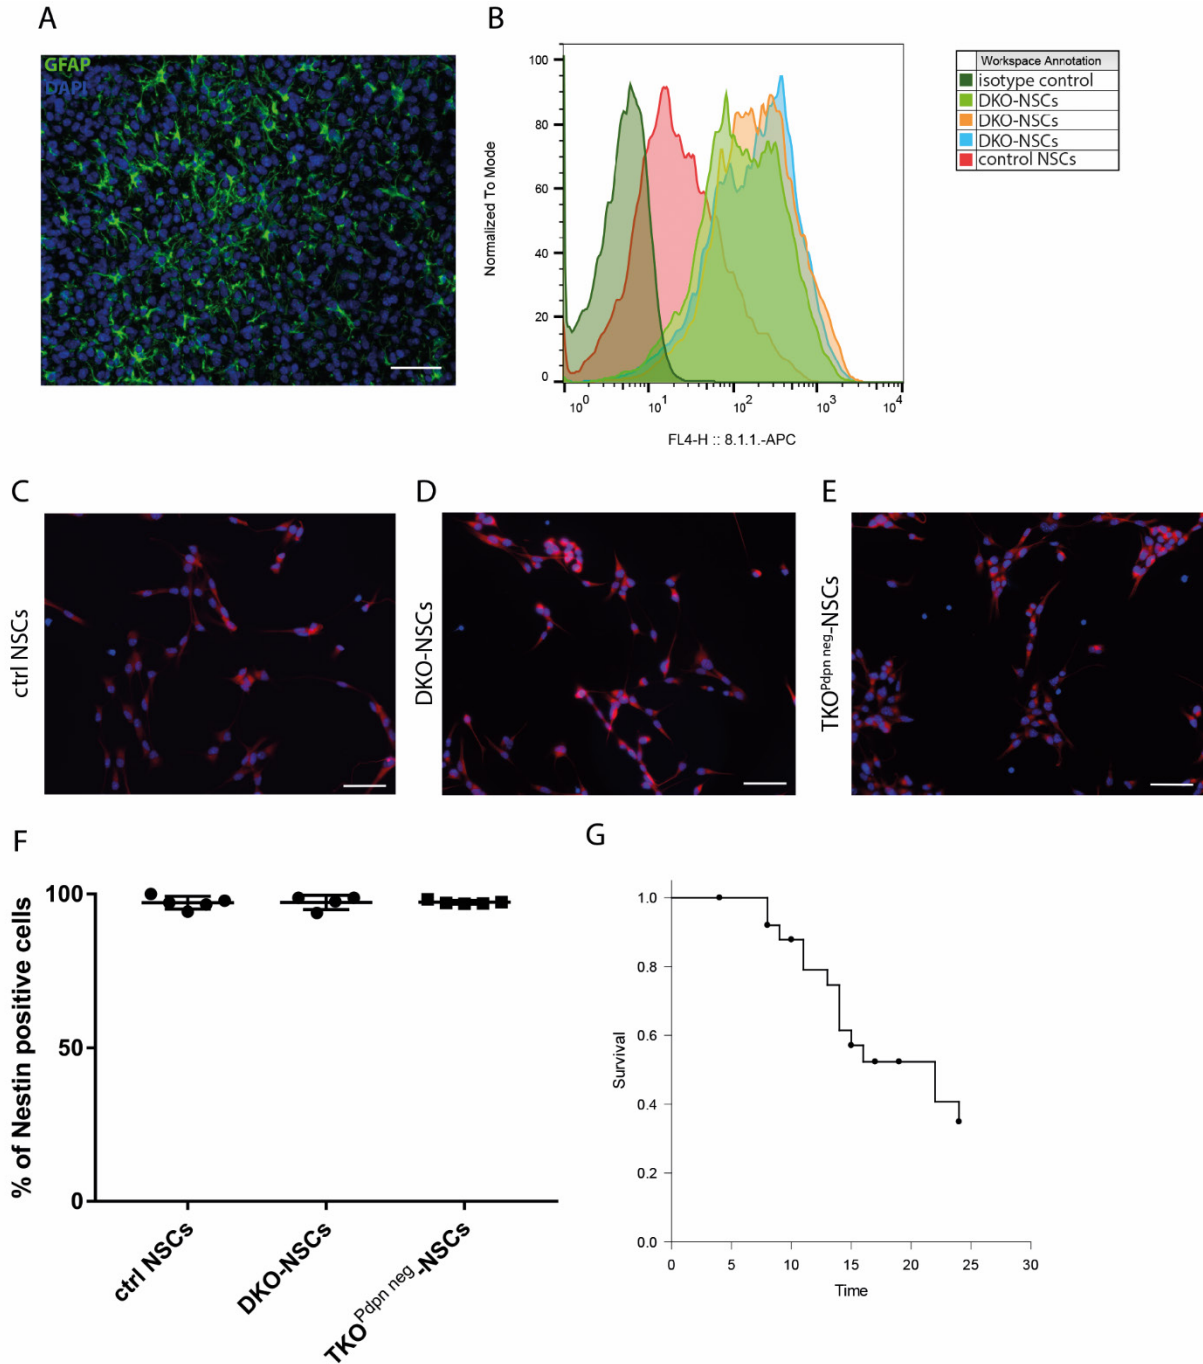 A
GFAP
DAPI
B
100
80
60
40
20
0
Normalized To Mode
10^0 10^1 10^2 10^3 10^4
FL4-H :: 8.1.1.-APC
Workspace Annotation
isotype control
DKO-NSCs
DKO-NSCs
DKO-NSCs
control NSCs
C
ctrl NSCs
D
DKO-NSCs
E
TKO^Pdpn neg-NSCs
F
% of Nestin positive cells
100
50
0
ctrl NSCs
DKO-NSCs
TKO^Pdpn neg-NSCs
G
Survival
1.0
0.8
0.6
0.4
0.2
0.0
0 5 10 15 20 25 30
Time